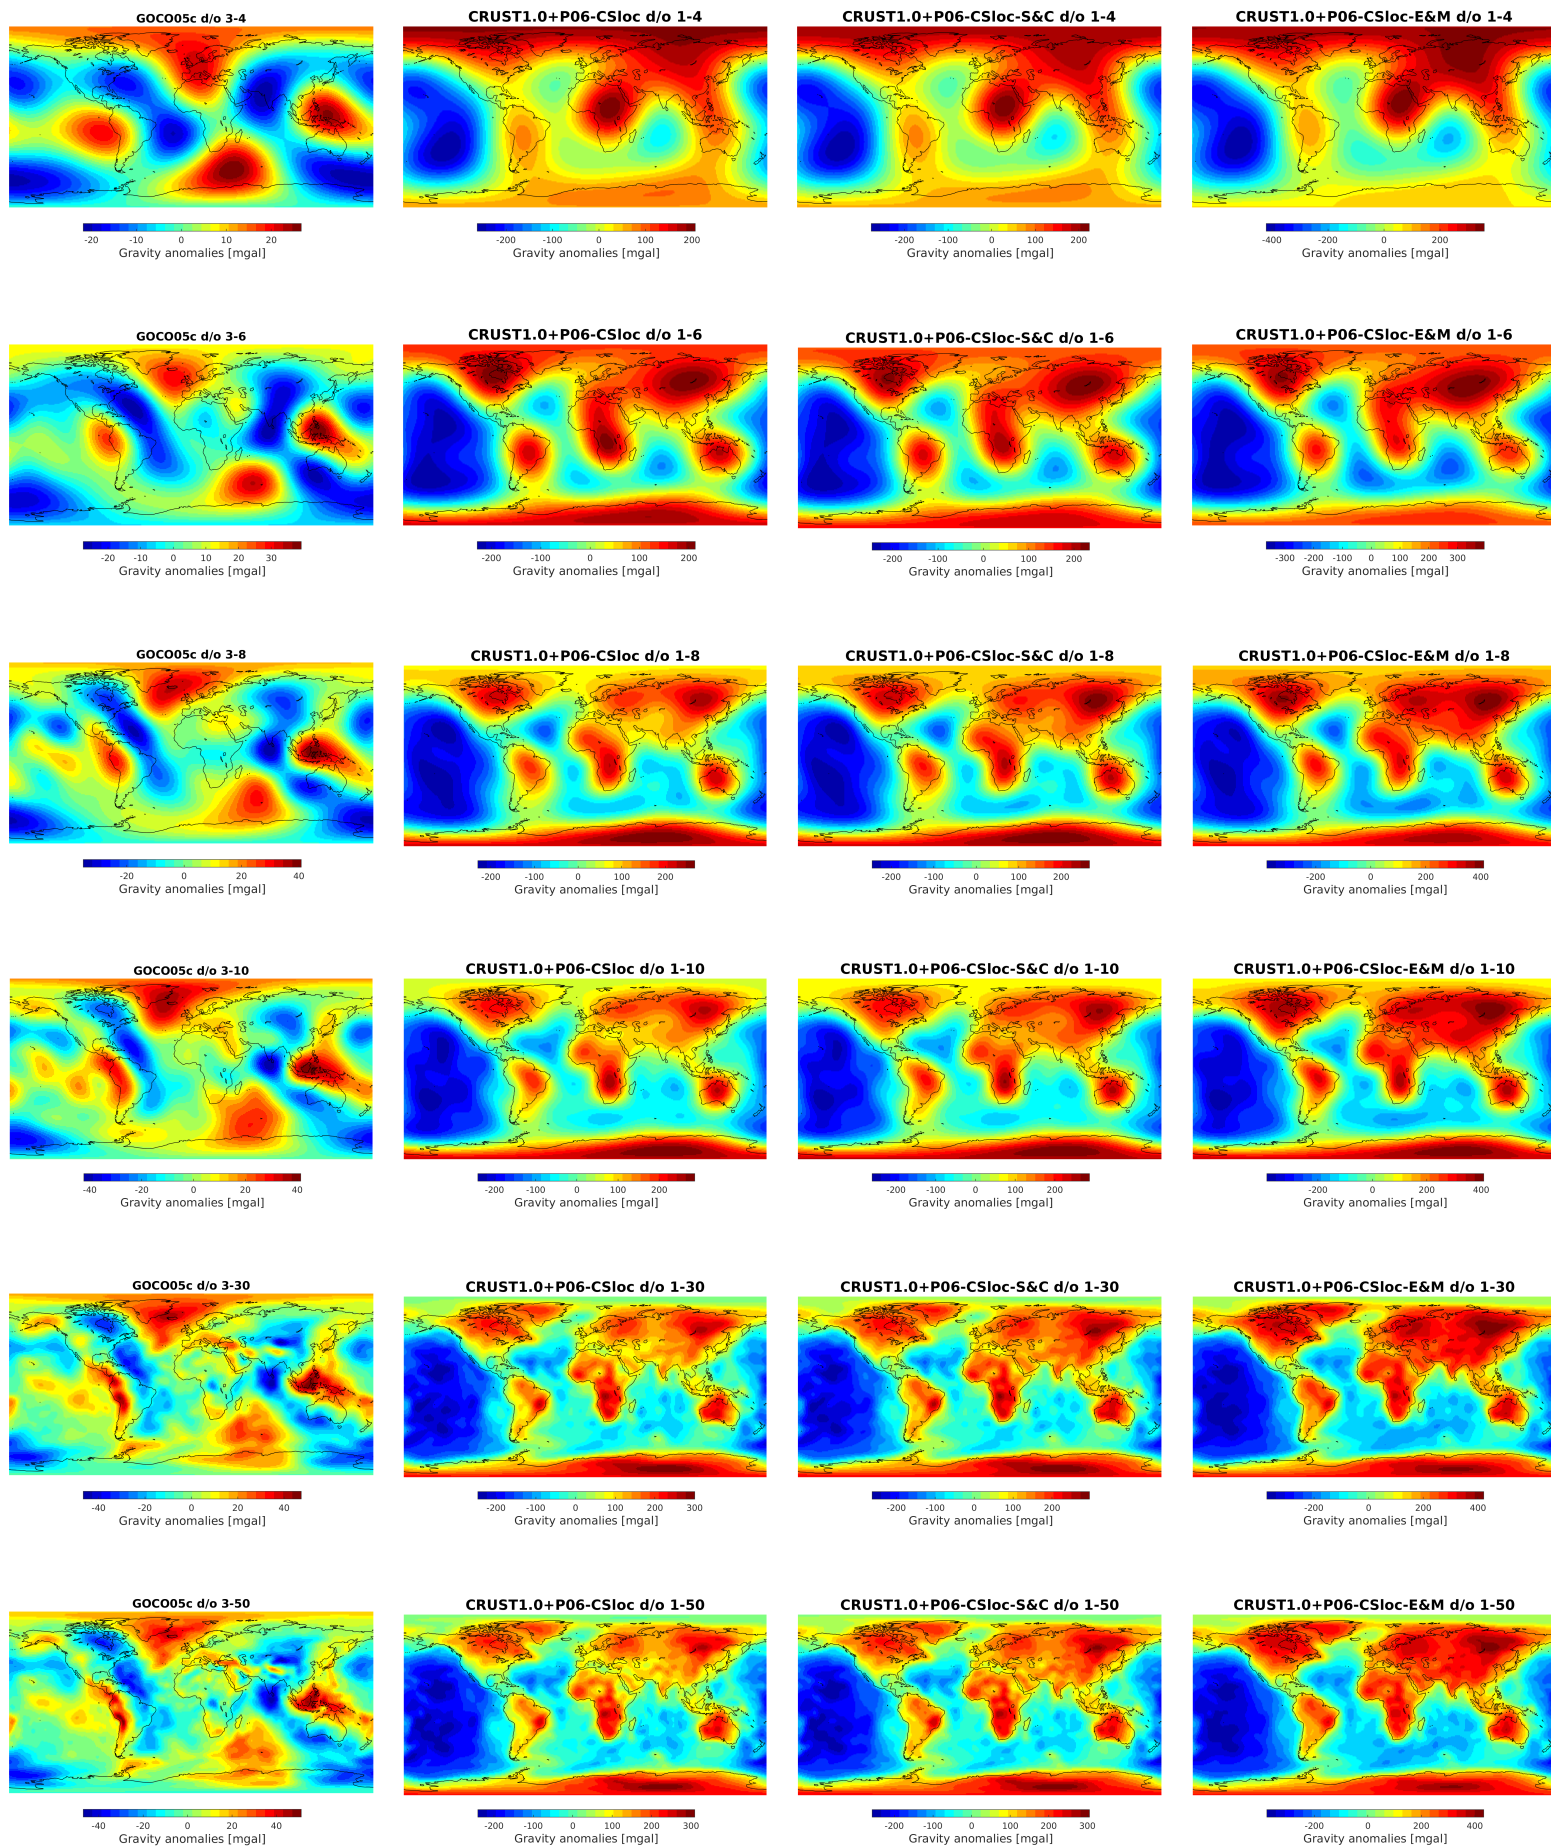 GOCO05c d/o 3-4
CRUST1.0+P06-CSloc d/o 1-4
CRUST1.0+P06-CSloc-S&C d/o 1-4
CRUST1.0+P06-CSloc-E&M d/o 1-4
-20 -10 0 10 20
-200 -100 0 100 200
-200 -100 0 100 200
-400 -200 0 200
Gravity anomalies [mgal]
Gravity anomalies [mgal]
Gravity anomalies [mgal]
Gravity anomalies [mgal]
GOCO05c d/o 3-6
CRUST1.0+P06-CSloc d/o 1-6
CRUST1.0+P06-CSloc-S&C d/o 1-6
CRUST1.0+P06-CSloc-E&M d/o 1-6
-20 -10 0 10 20 30
-200 -100 0 100 200
-200 -100 0 100 200
-300 -200 -100 0 100 200 300
Gravity anomalies [mgal]
Gravity anomalies [mgal]
Gravity anomalies [mgal]
Gravity anomalies [mgal]
GOCO05c d/o 3-8
CRUST1.0+P06-CSloc d/o 1-8
CRUST1.0+P06-CSloc-S&C d/o 1-8
CRUST1.0+P06-CSloc-E&M d/o 1-8
-20 0 20 40
-200 -100 0 100 200
-200 -100 0 100 200
-200 0 200 400
Gravity anomalies [mgal]
Gravity anomalies [mgal]
Gravity anomalies [mgal]
Gravity anomalies [mgal]
GOCO05c d/o 3-10
CRUST1.0+P06-CSloc d/o 1-10
CRUST1.0+P06-CSloc-S&C d/o 1-10
CRUST1.0+P06-CSloc-E&M d/o 1-10
-40 -20 0 20 40
-200 -100 0 100 200
-200 -100 0 100 200
-200 0 200 400
Gravity anomalies [mgal]
Gravity anomalies [mgal]
Gravity anomalies [mgal]
Gravity anomalies [mgal]
GOCO05c d/o 3-30
CRUST1.0+P06-CSloc d/o 1-30
CRUST1.0+P06-CSloc-S&C d/o 1-30
CRUST1.0+P06-CSloc-E&M d/o 1-30
-40 -20 0 20 40
-200 -100 0 100 200 300
-200 -100 0 100 200
-200 0 200 400
Gravity anomalies [mgal]
Gravity anomalies [mgal]
Gravity anomalies [mgal]
Gravity anomalies [mgal]
GOCO05c d/o 3-50
CRUST1.0+P06-CSloc d/o 1-50
CRUST1.0+P06-CSloc-S&C d/o 1-50
CRUST1.0+P06-CSloc-E&M d/o 1-50
-40 -20 0 20 40
-200 -100 0 100 200 300
-200 -100 0 100 200 300
-200 0 200 400
Gravity anomalies [mgal]
Gravity anomalies [mgal]
Gravity anomalies [mgal]
Gravity anomalies [mgal]